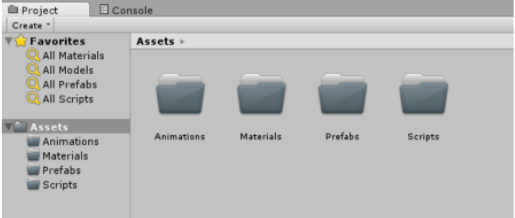 Project Console
Create
Favorites
All Materials
All Models
All Prefabs
All Scripts
Assets
Animations
Materials
Prefabs
Scripts
Assets
Animations Materials Prefabs Scripts